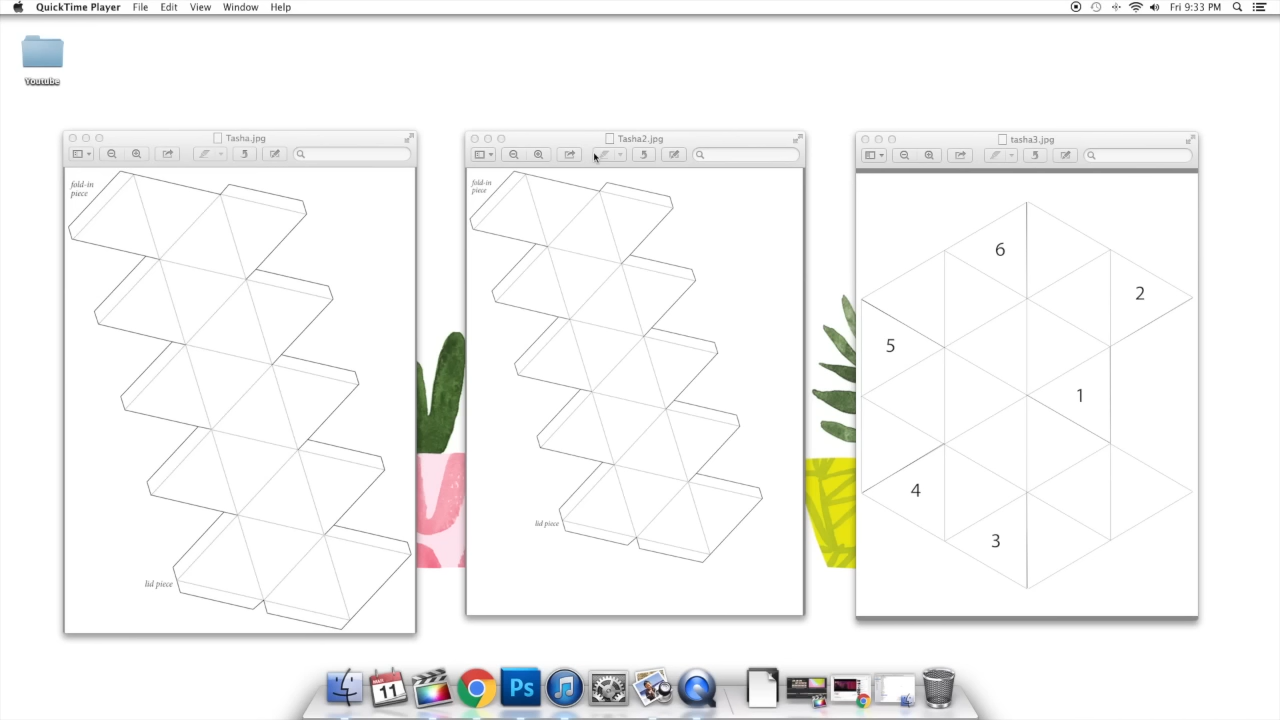 QuickTime Player File Edit View Window Help Fri 9:33 PM
Youtube
Tasha.jpg
fold-in
piece
lid piece
Tasha2.jpg
fold-in
piece
lid piece
tasha3.jpg
6
2
5
1
4
3
11
Ps